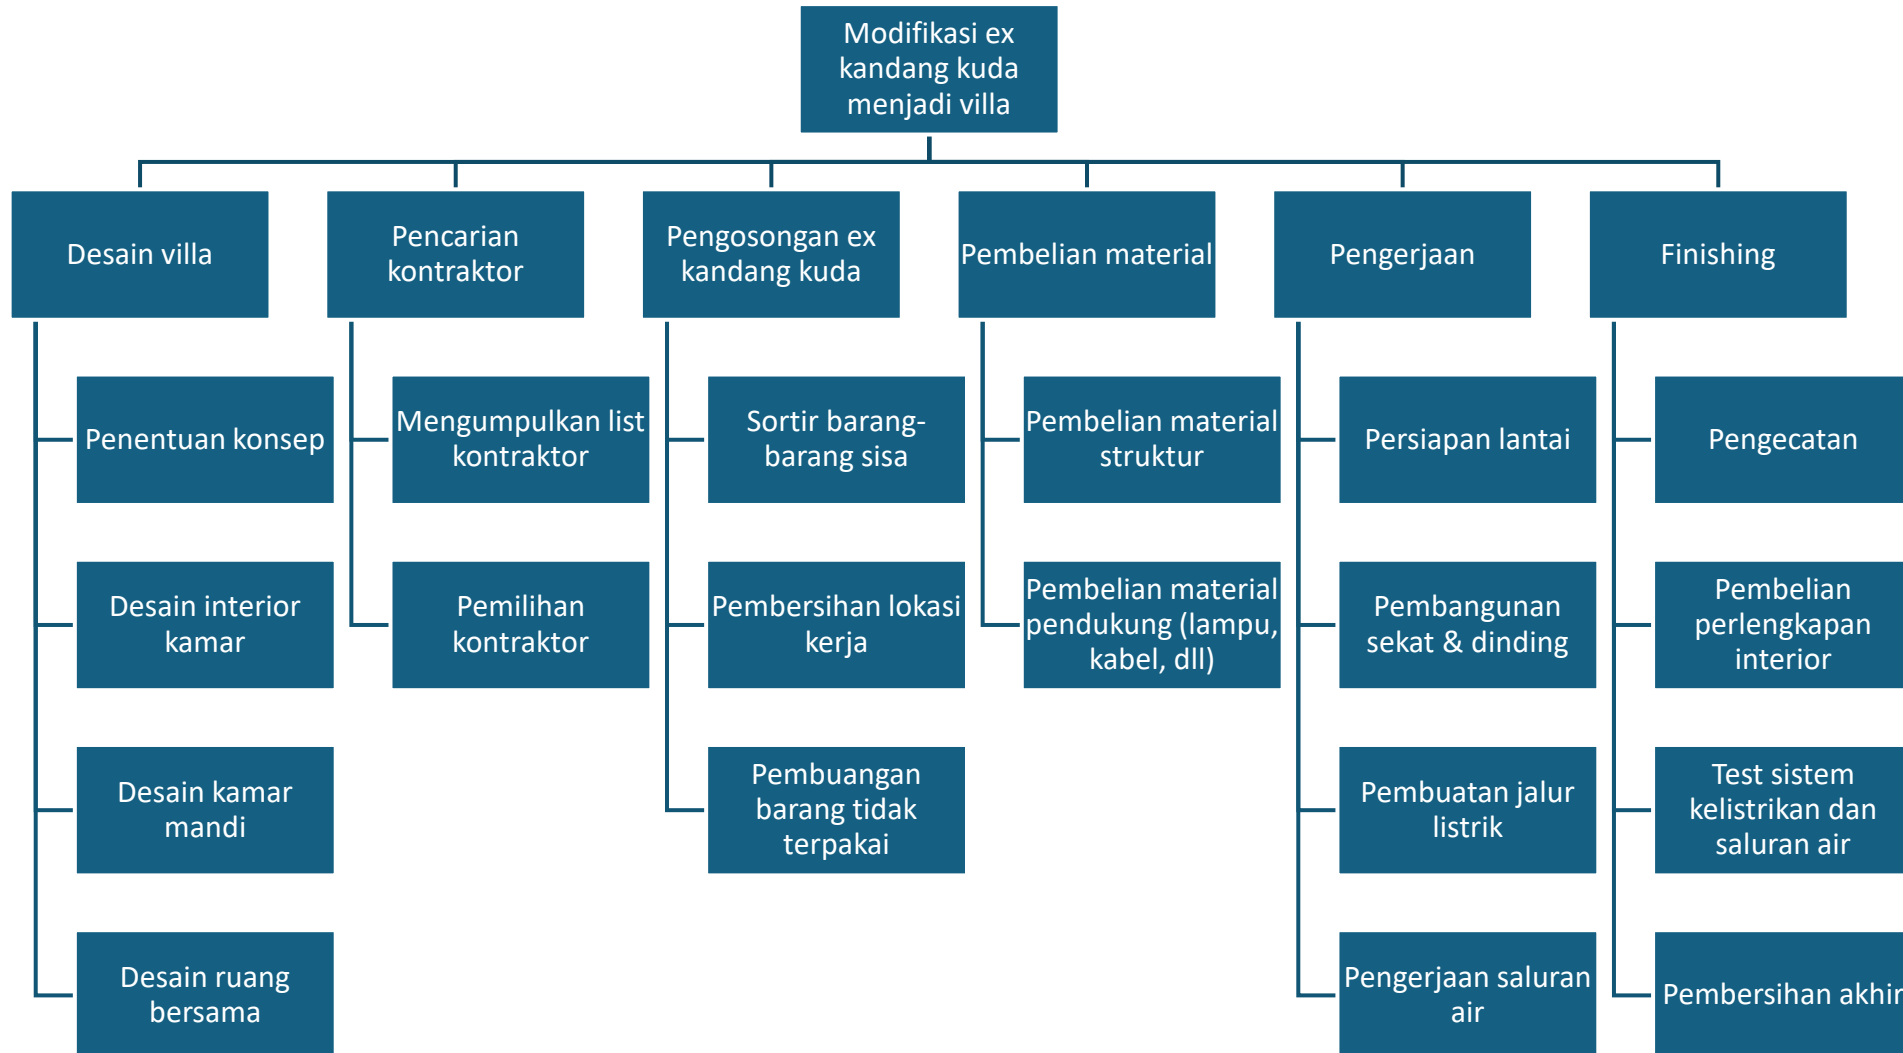 Modifikasi ex
kandang kuda
menjadi villa
Desain villa
Penentuan konsep
Desain interior
kamar
Desain kamar
mandi
Desain ruang
bersama
Pencarian
kontraktor
Mengumpulkan list
kontraktor
Pemilihan
kontraktor
Pengosongan ex
kandang kuda
Sortir barang-
barang sisa
Pembersihan lokasi
kerja
Pembuangan
barang tidak
terpakai
Pembelian material
Pembelian material
struktur
Pembelian material
pendukung (lampu,
kabel, dll)
Pengerjaan
Persiapan lantai
Pembangunan
sekat & dinding
Pembuatan jalur
listrik
Pengerjaan saluran
air
Finishing
Pengecatan
Pembelian
perlengkapan
interior
Test sistem
kelistrikan dan
saluran air
Pembersihan akhir